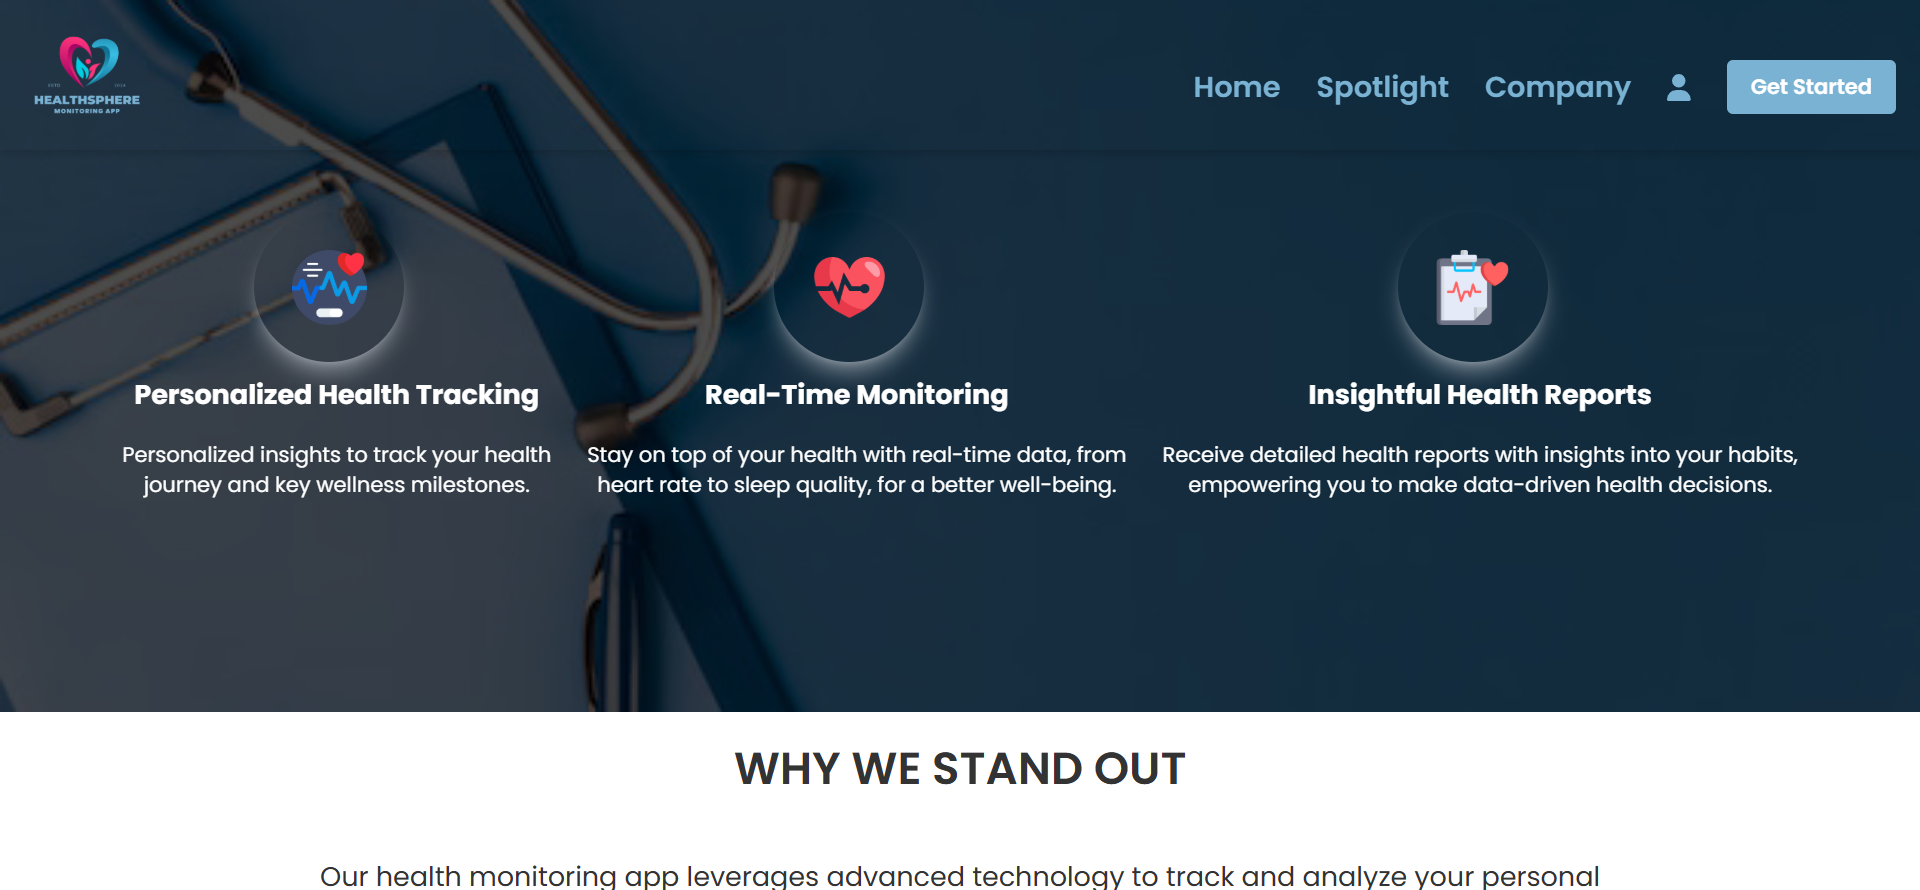 HEALTHSPHERE
MONITORING APP
Home
Spotlight
Company
Get Started
Personalized Health Tracking
Personalized insights to track your health
journey and key wellness milestones.
Real-Time Monitoring
Stay on top of your health with real-time data, from
heart rate to sleep quality, for a better well-being.
Insightful Health Reports
Receive detailed health reports with insights into your habits,
empowering you to make data-driven health decisions.
WHY WE STAND OUT
Our health monitoring app leverages advanced technology to track and analyze your personal